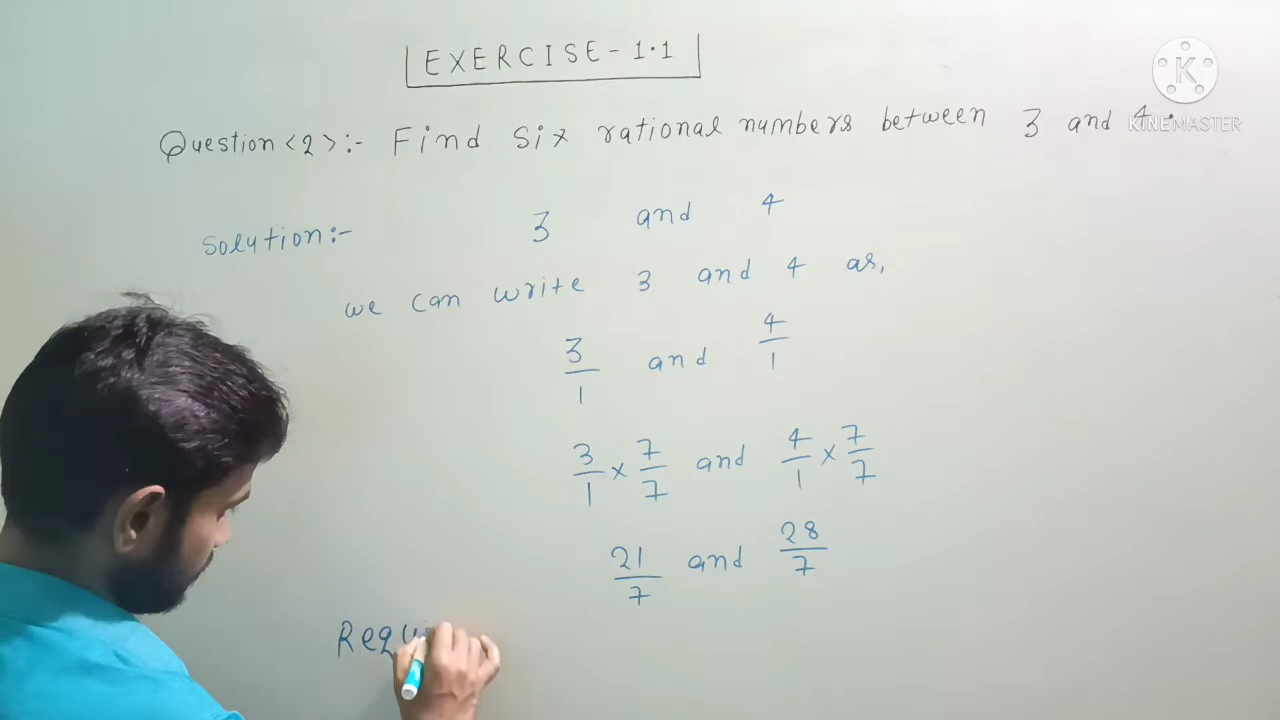 EXERCISE-1.1
Question<2>:- Find six rational numbers between 3 and 4.
K
KINEMASTER
Solution:- 3 and 4
we can write 3 and 4 as,
3/1 and 4/1
3/1 × 7/7 and 4/1 × 7/7
21/7 and 28/7
Requi